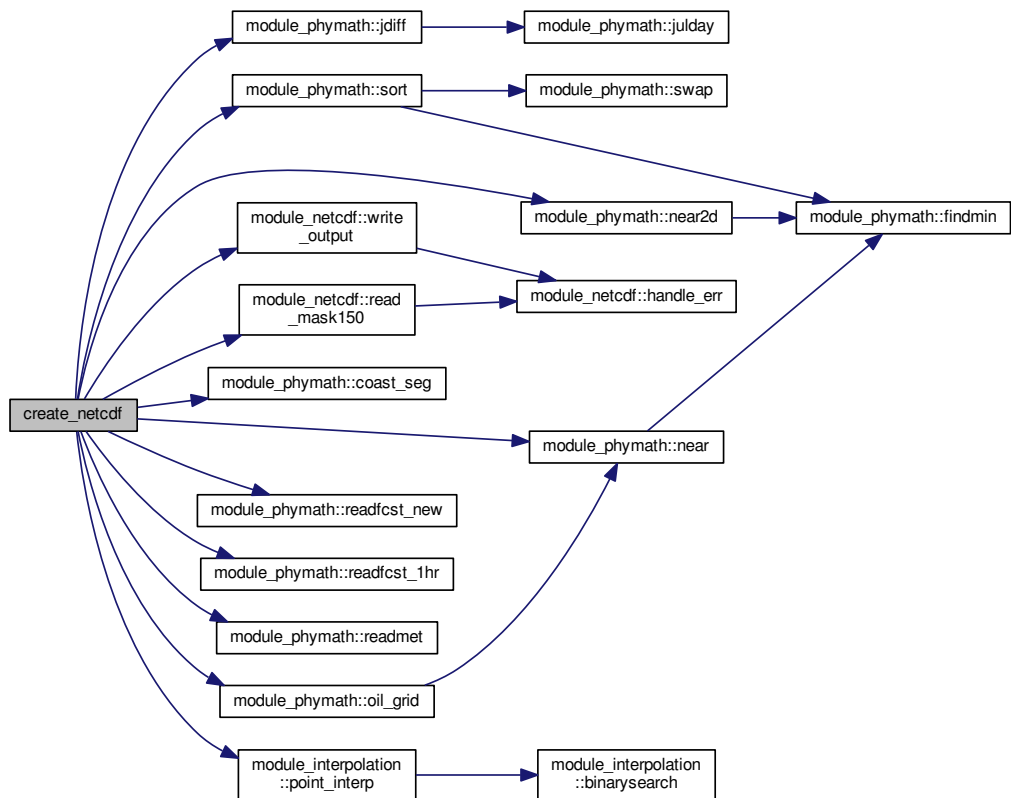 module_phymath::jdiff
module_phymath::julday
module_phymath::sort
module_phymath::swap
module_phymath::near2d
module_phymath::findmin
module_netcdf::write
_output
module_netcdf::handle_err
module_netcdf::read
_mask150
module_phymath::coast_seg
create_netcdf
module_phymath::near
module_phymath::readfcst_new
module_phymath::readfcst_1hr
module_phymath::readmet
module_phymath::oil_grid
module_interpolation
::point_interp
module_interpolation
::binarysearch